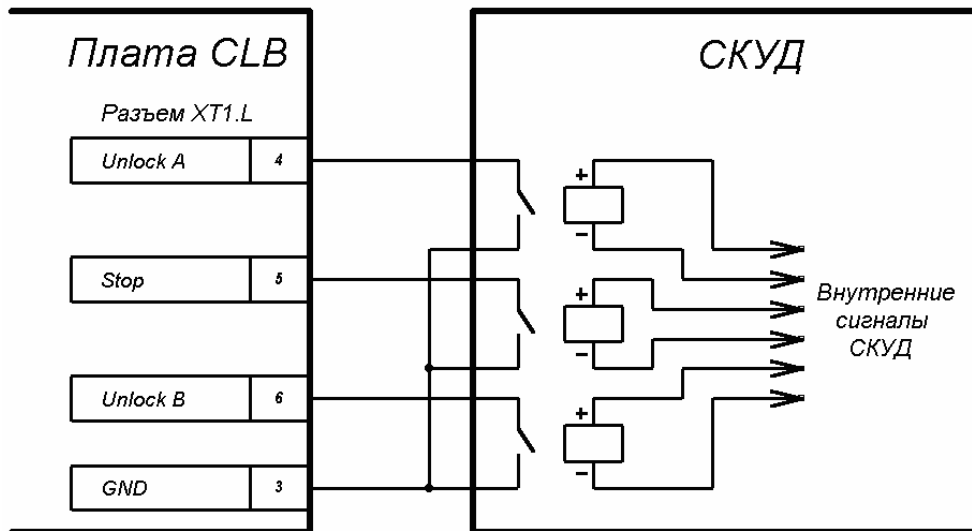 Плата CLB
СКУД
Разъем XT1.L
Unlock A 4
+
−
Stop 5
+
−
Внутренние
сигналы
СКУД
Unlock B 6
+
−
GND 3